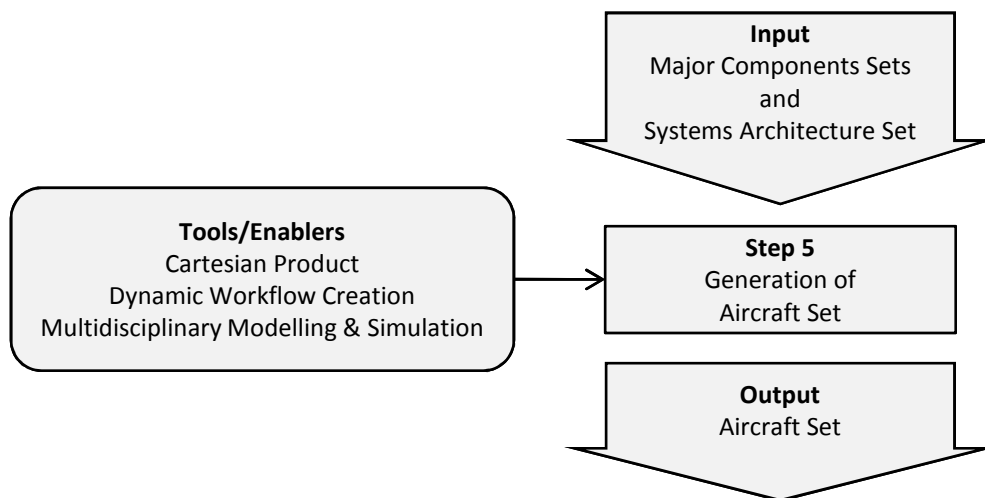 Input
Major Components Sets
and
Systems Architecture Set
Tools/Enablers
Cartesian Product
Dynamic Workflow Creation
Multidisciplinary Modelling & Simulation
Step 5
Generation of
Aircraft Set
Output
Aircraft Set